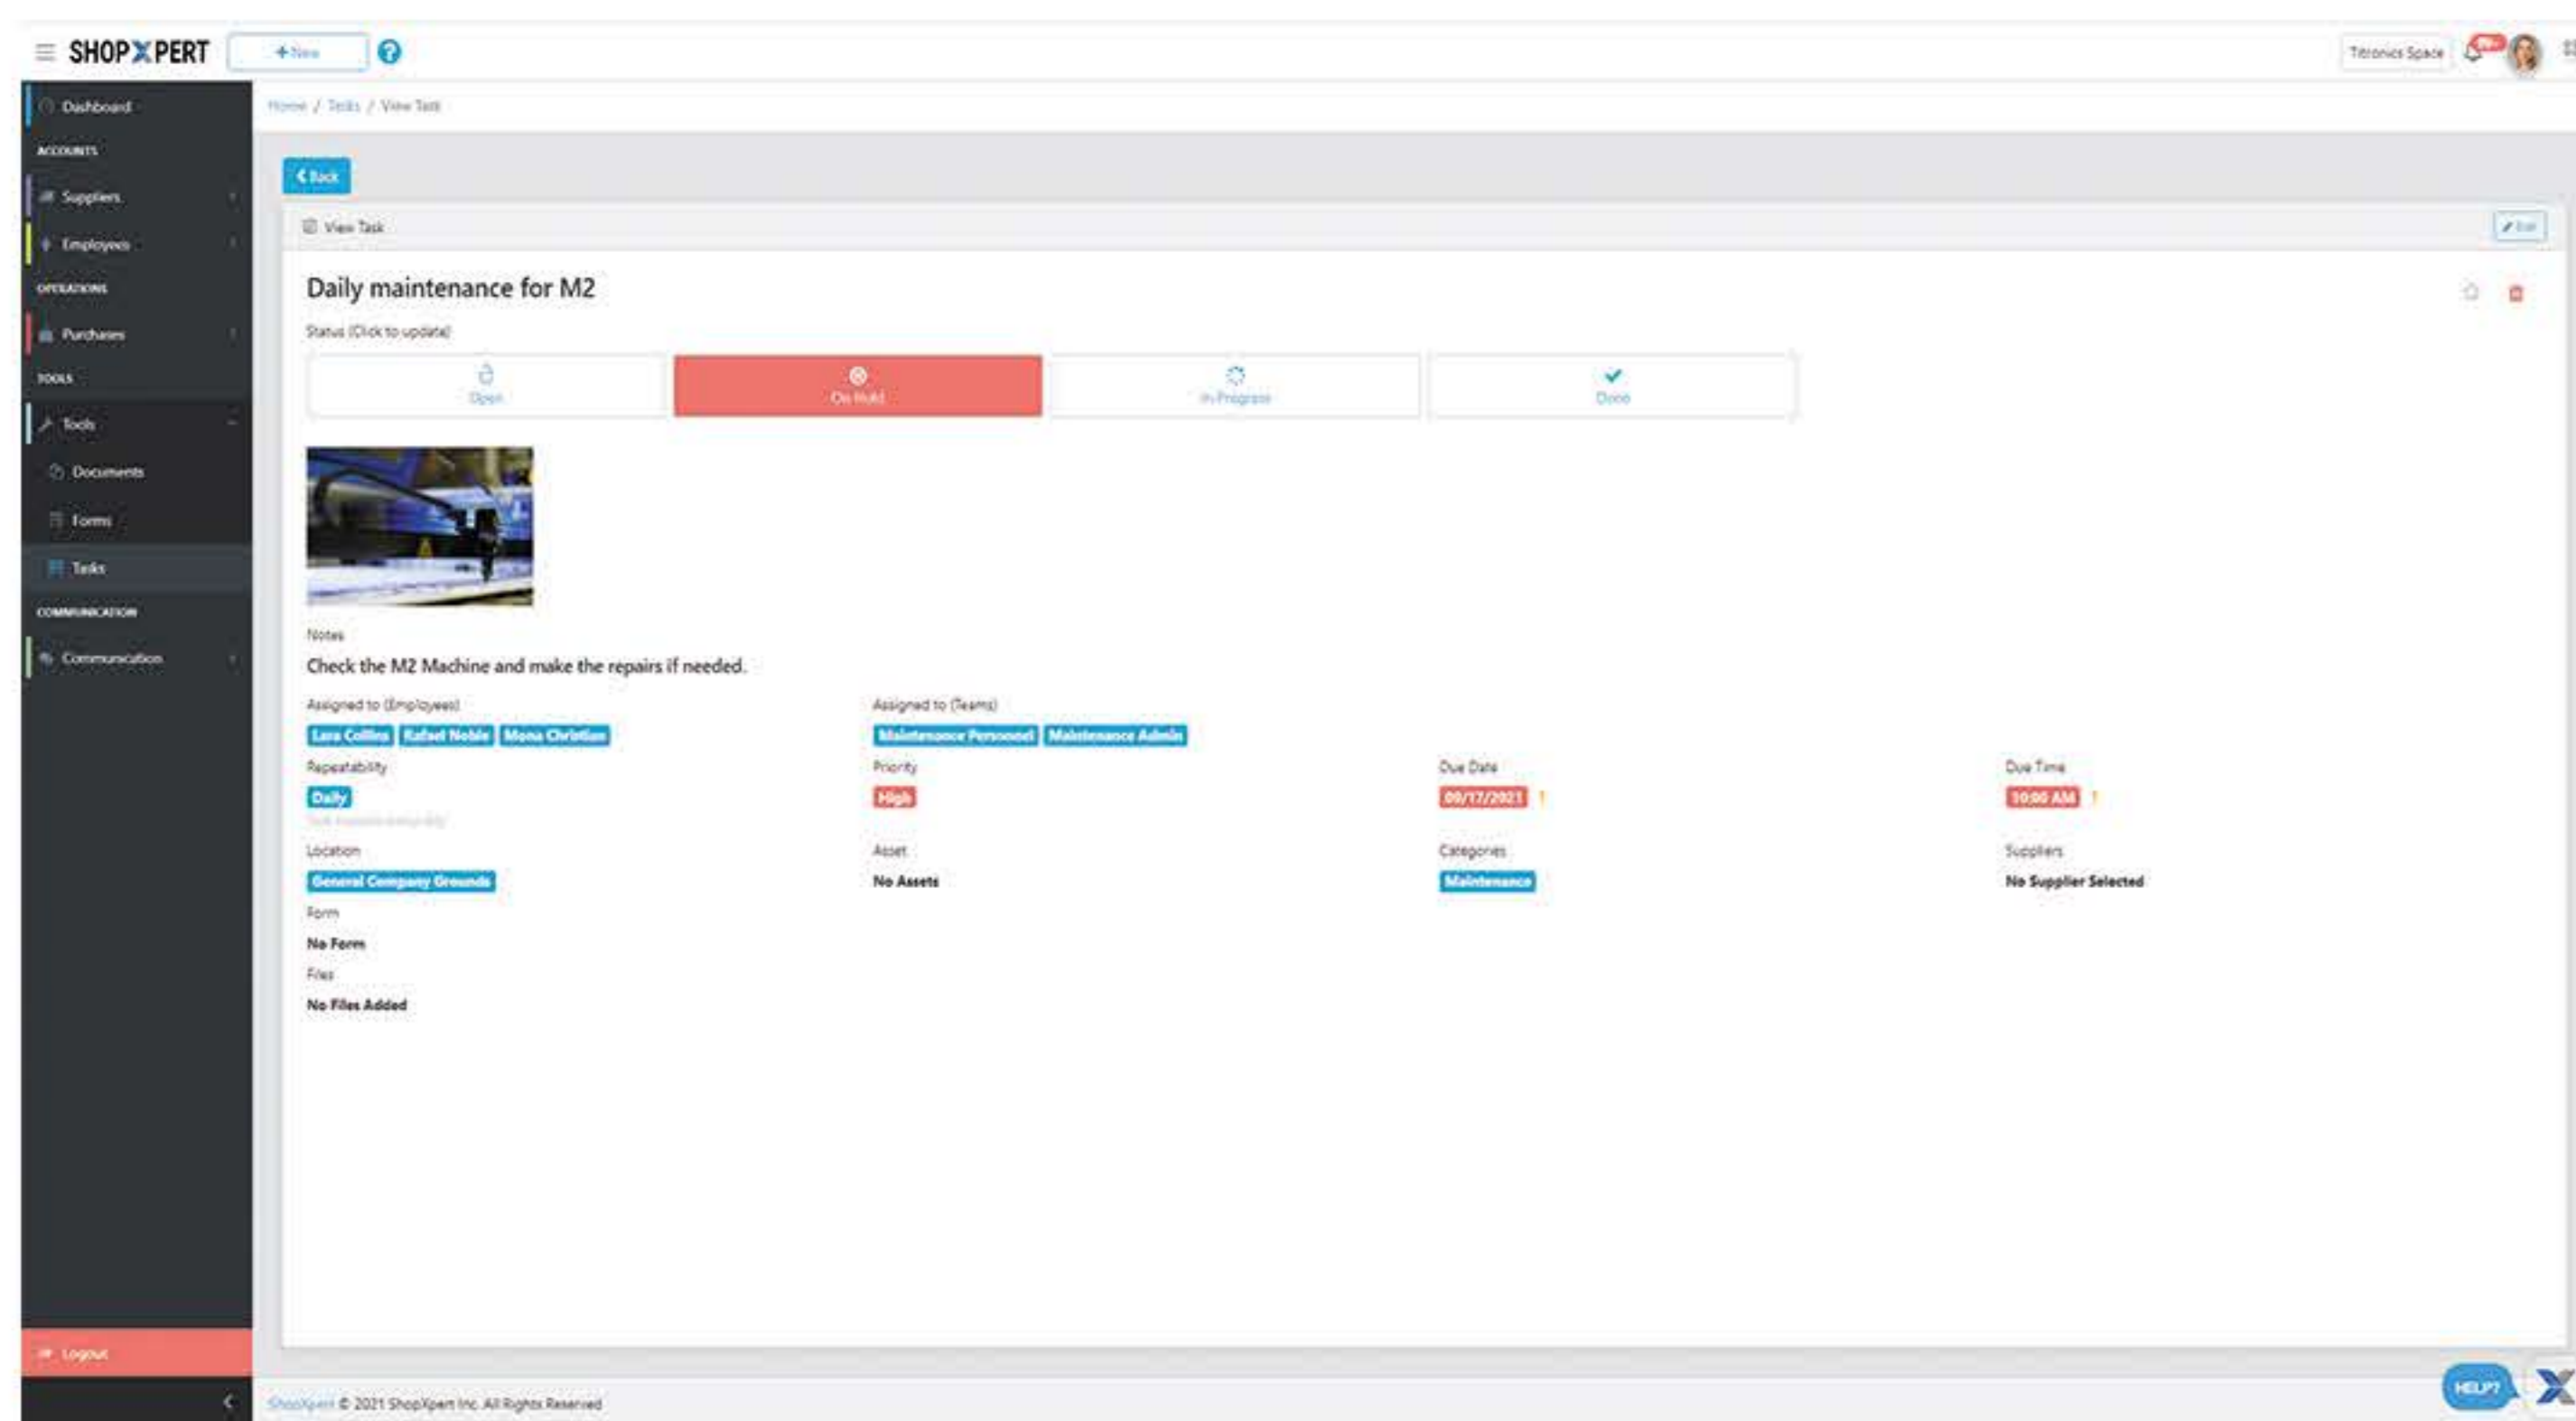 SHOPXPERT
+New
Titronics Space
Dashboard
Home / Tasks / View Task
ACCOUNTS
Back
Suppliers
View Task
Edit
Employees
OPERATIONS
Daily maintenance for M2
Purchases
Status (Click to update)
TOOLS
Open
On Hold
In-Progress
Done
Tools
Documents
Forms
Tasks
COMMUNICATION
Communication
Notes
Check the M2 Machine and make the repairs if needed.
Assigned to (Employees)
Assigned to (Teams)
Lara Collins Rafael Noble Mona Christian
Maintenance Personnel Maintenance Admin
Repeatability
Priority
Due Date
Due Time
Daily
High
09/17/2021 !
10:00 AM !
Location
Asset
Categories
Suppliers
General Company Grounds
No Assets
Maintenance
No Supplier Selected
Form
No Form
Files
No Files Added
Logout
HELP?
ShopXpert © 2021 ShopXpert Inc. All Rights Reserved